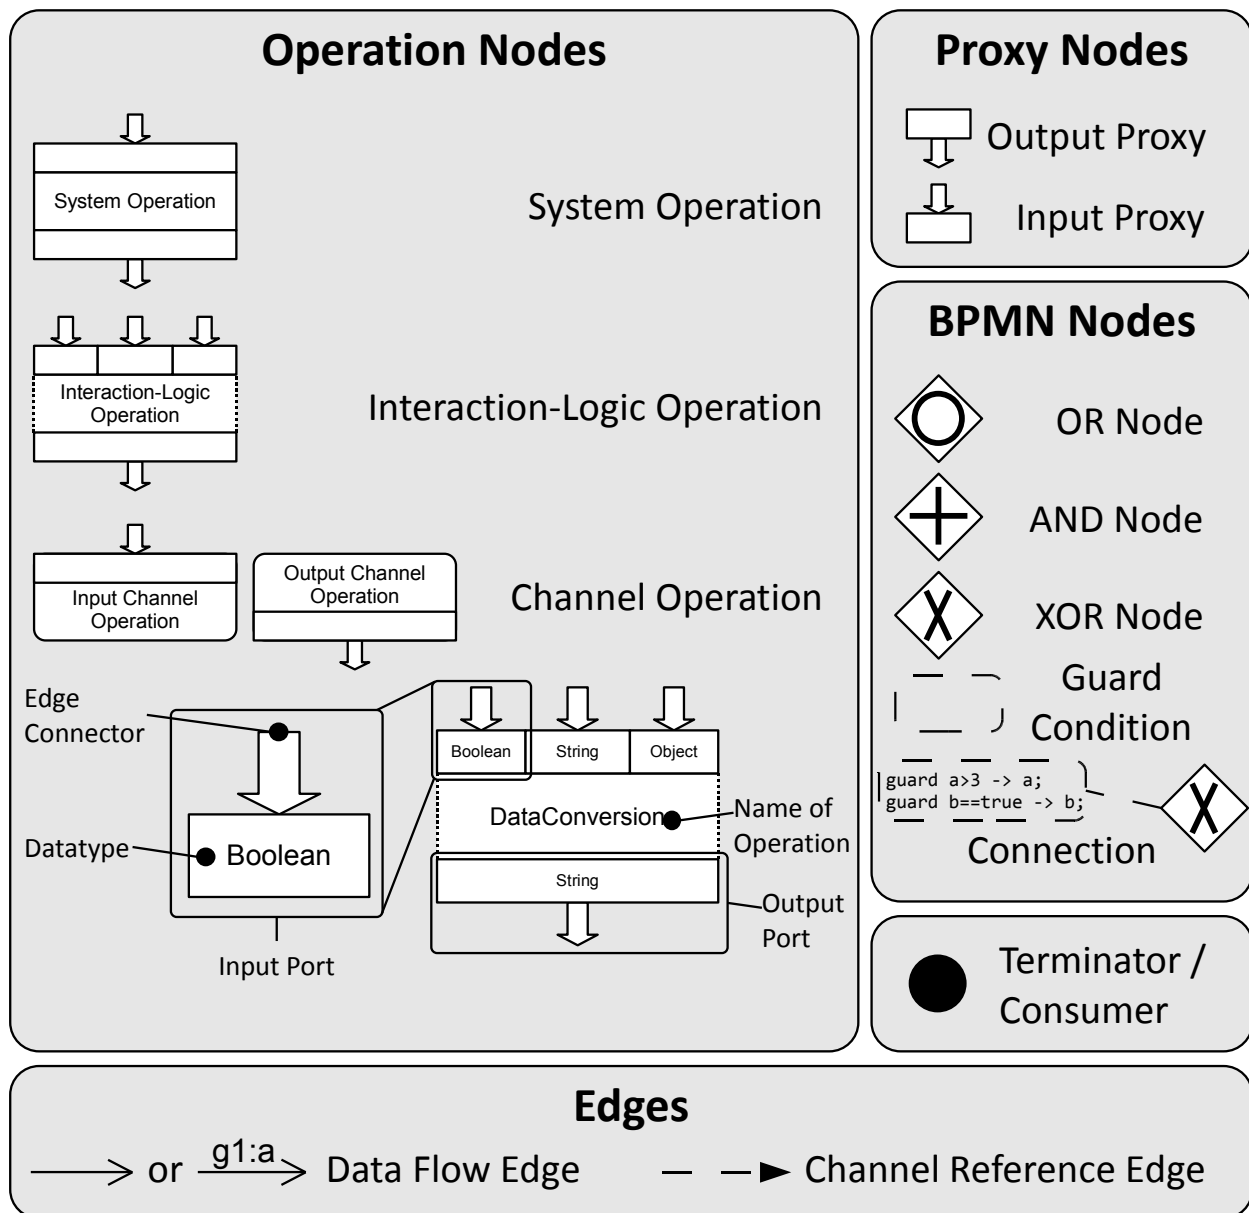 Operation Nodes
System Operation
System Operation
Interaction-Logic
Operation
Interaction-Logic Operation
Input Channel
Operation
Output Channel
Operation
Channel Operation
Edge
Connector
Datatype
Boolean
Input Port
Boolean
String
Object
DataConversion
String
Name of
Operation
Output
Port
Proxy Nodes
Output Proxy
Input Proxy
BPMN Nodes
OR Node
AND Node
XOR Node
Guard
Condition
guard a>3 -> a;
guard b==true -> b;
Connection
Terminator /
Consumer
Edges
or
g1:a
Data Flow Edge
Channel Reference Edge